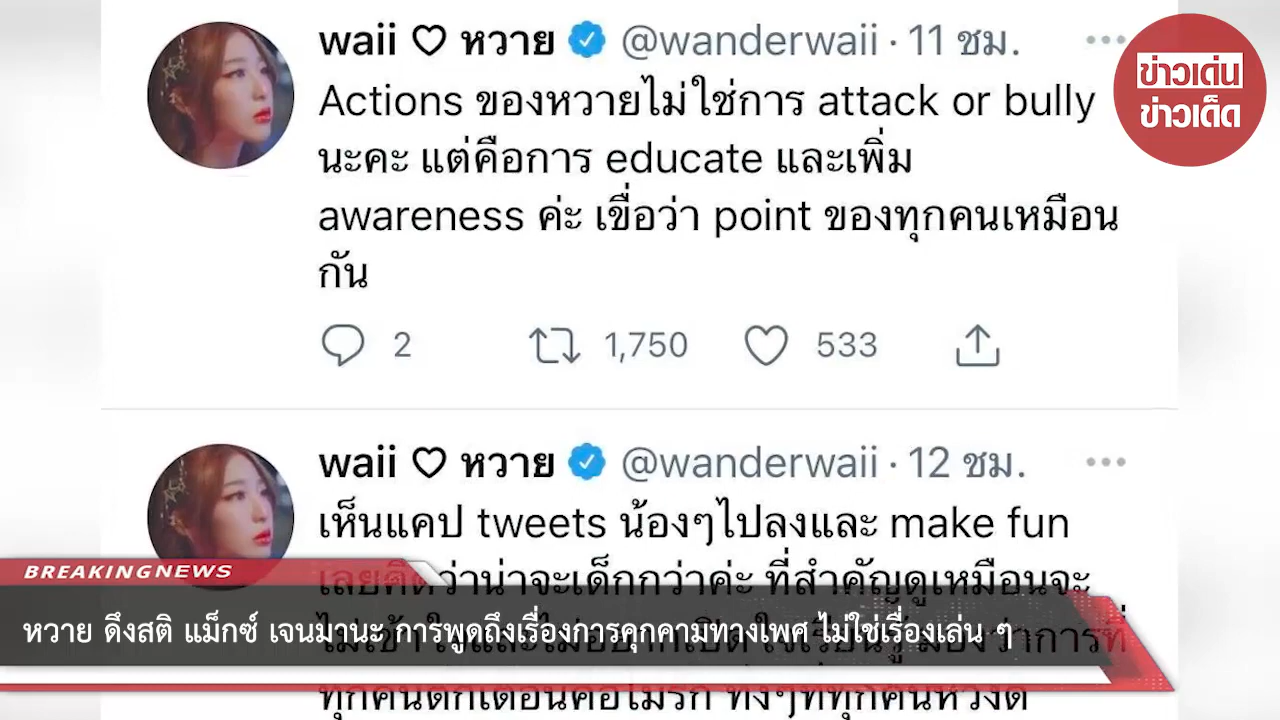 waii ♡ หวาย @wanderwaii · 11 ชม.
Actions ของหวายไม่ใช่การ attack or bully
นะคะ แต่คือการ educate และเพิ่ม
awareness ค่ะ เขื่อว่า point ของทุกคนเหมือน
กัน
2 1,750 533
ข่าวเด่น
ข่าวเด็ด
waii ♡ หวาย @wanderwaii · 12 ชม.
เห็นแคป tweets น้องๆไปลงและ make fun
เลยคิดว่าน่าจะเด็กกว่าค่ะ ที่สำคัญดูเหมือนจะ
BREAKING NEWS
หวาย ดึงสติ แม็กซ์ เจนมานะ การพูดถึงเรื่องการคุกคามทางเพศ ไม่ใช่เรื่องเล่น ๆ